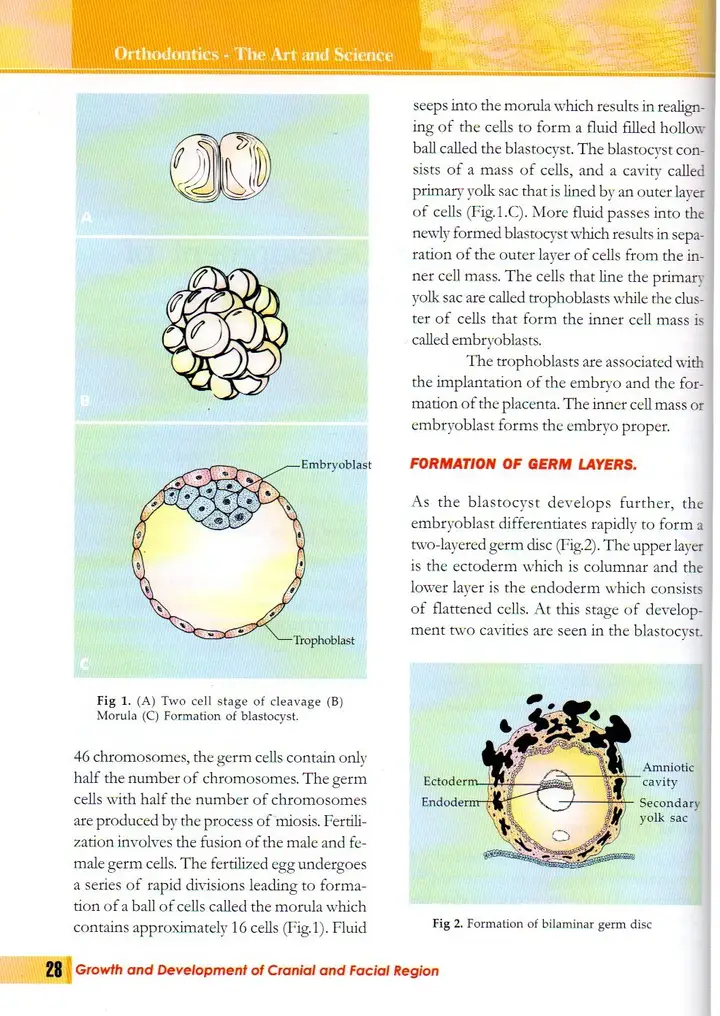 Orthodontics - The Art and Science
A
B
Embryoblast
Trophoblast
C
Fig 1. (A) Two cell stage of cleavage (B)
Morula (C) Formation of blastocyst.
46 chromosomes, the germ cells contain only
half the number of chromosomes. The germ
cells with half the number of chromosomes
are produced by the process of miosis. Fertili-
zation involves the fusion of the male and fe-
male germ cells. The fertilized egg undergoes
a series of rapid divisions leading to forma-
tion of a ball of cells called the morula which
contains approximately 16 cells (Fig.1). Fluid
seeps into the morula which results in realign-
ing of the cells to form a fluid filled hollow
ball called the blastocyst. The blastocyst con-
sists of a mass of cells, and a cavity called
primary yolk sac that is lined by an outer layer
of cells (Fig.1.C). More fluid passes into the
newly formed blastocyst which results in sepa-
ration of the outer layer of cells from the in-
ner cell mass. The cells that line the primary
yolk sac are called trophoblasts while the clus-
ter of cells that form the inner cell mass is
called embryoblasts.
The trophoblasts are associated with
the implantation of the embryo and the for-
mation of the placenta. The inner cell mass or
embryoblast forms the embryo proper.
FORMATION OF GERM LAYERS.
As the blastocyst develops further, the
embryoblast differentiates rapidly to form a
two-layered germ disc (Fig.2). The upper layer
is the ectoderm which is columnar and the
lower layer is the endoderm which consists
of flattened cells. At this stage of develop-
ment two cavities are seen in the blastocyst.
Ectoderm
Endoderm
Amniotic
cavity
Secondary
yolk sac
Fig 2. Formation of bilaminar germ disc
28 Growth and Development of Cranial and Facial Region